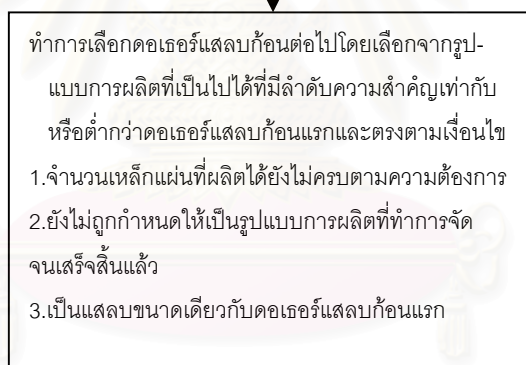 ทำการเลือกดอเธอร์แสลบก้อนต่อไปโดยเลือกจากรูป-
แบบการผลิตที่เป็นไปได้ที่มีลำดับความสำคัญเท่ากับ
หรือต่ำกว่าดอเธอร์แสลบก้อนแรกและตรงตามเงื่อนไข
1.จำนวนเหล็กแผ่นที่ผลิตได้ยังไม่ครบตามความต้องการ
2.ยังไม่ถูกกำหนดให้เป็นรูปแบบการผลิตที่ทำการจัด
จนเสร็จสิ้นแล้ว
3.เป็นแสลบขนาดเดียวกับดอเธอร์แสลบก้อนแรก